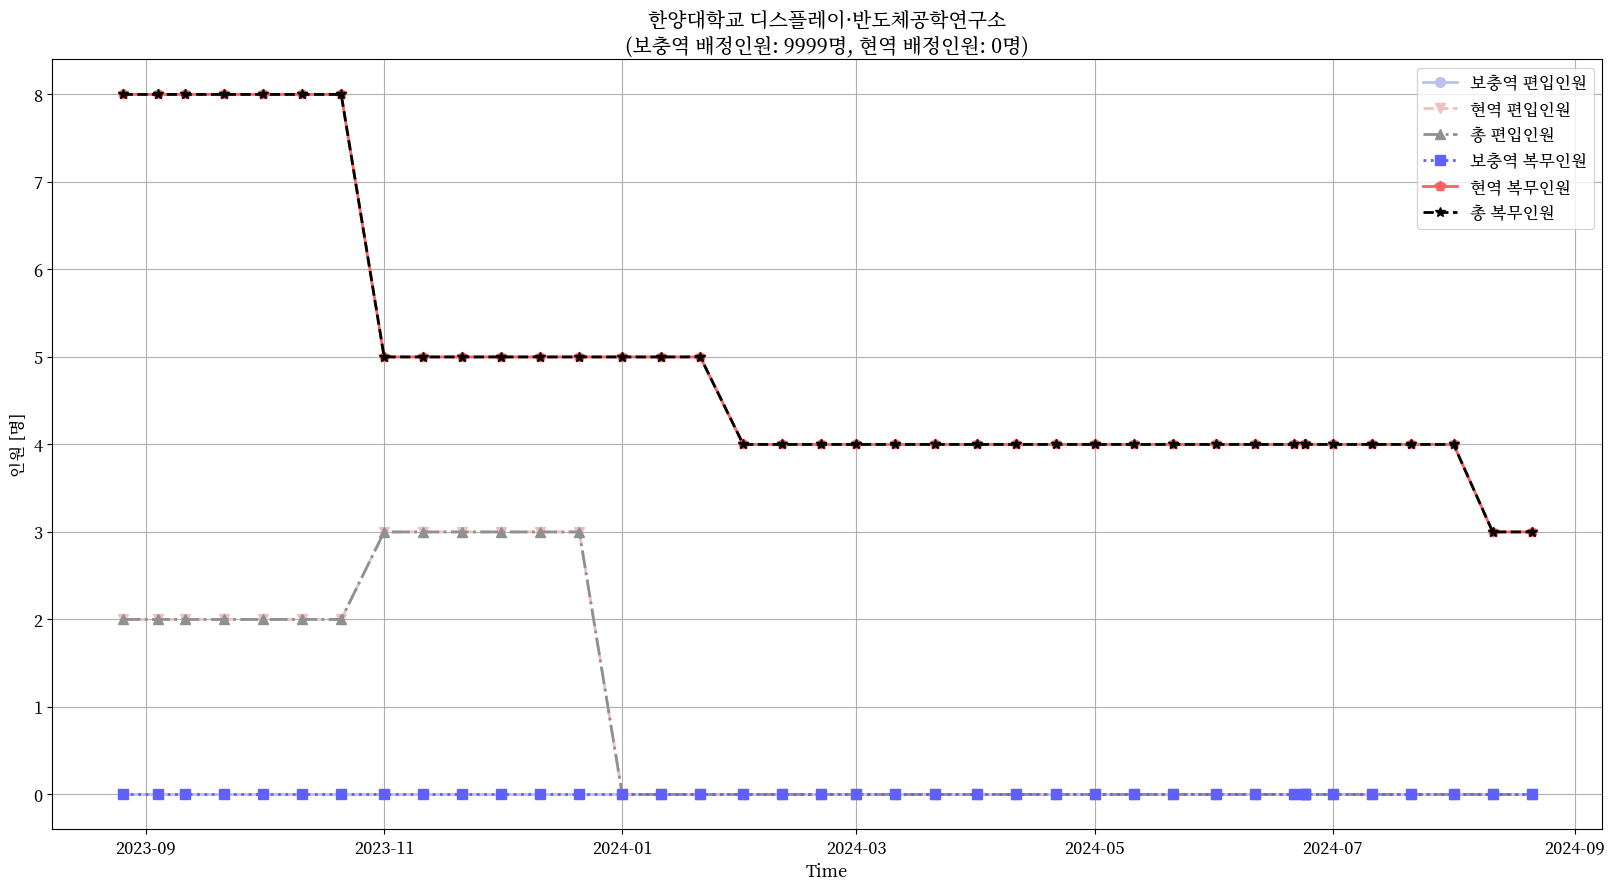 한양대학교 디스플레이·반도체공학연구소
(보충역 배정인원: 9999명, 현역 배정인원: 0명)
보충역 편입인원
현역 편입인원
총 편입인원
보충역 복무인원
현역 복무인원
총 복무인원
8
7
6
5
4
3
2
1
0
인원 [명]
2023-09
2023-11
2024-01
2024-03
2024-05
2024-07
2024-09
Time